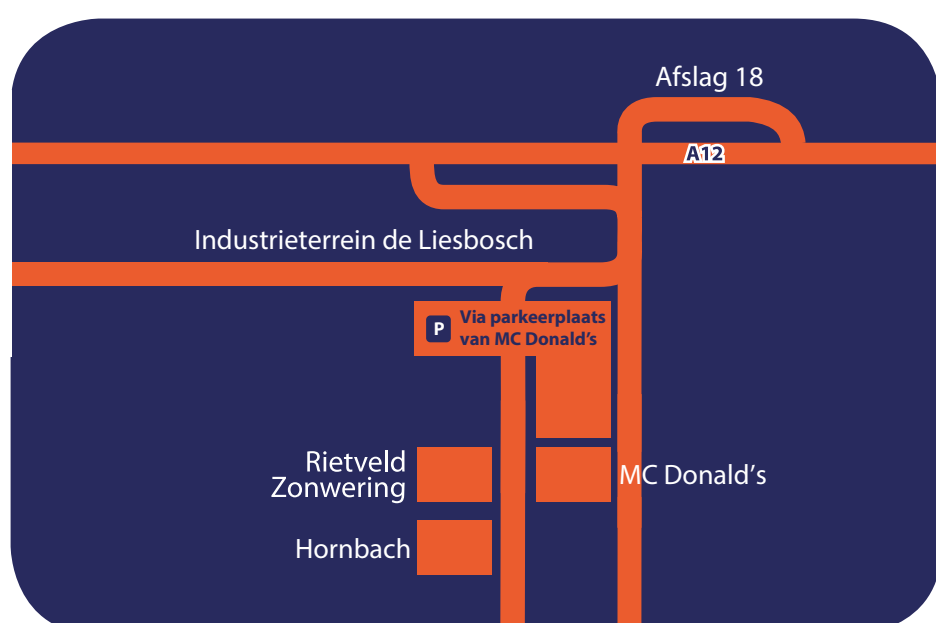 Afslag 18
A12
Industrieterrein de Liesbosch
P
Via parkeerplaats
van MC Donald’s
Rietveld
Zonwering
MC Donald’s
Hornbach